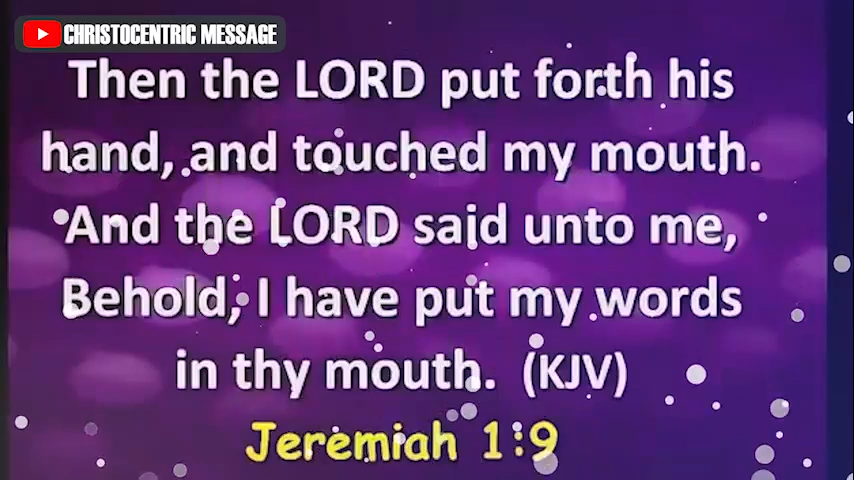 CHRISTOCENTRIC MESSAGE
Then the LORD put forth his
hand, and touched my mouth.
And the LORD said unto me,
Behold, I have put my words
in thy mouth. (KJV)
Jeremiah 1:9